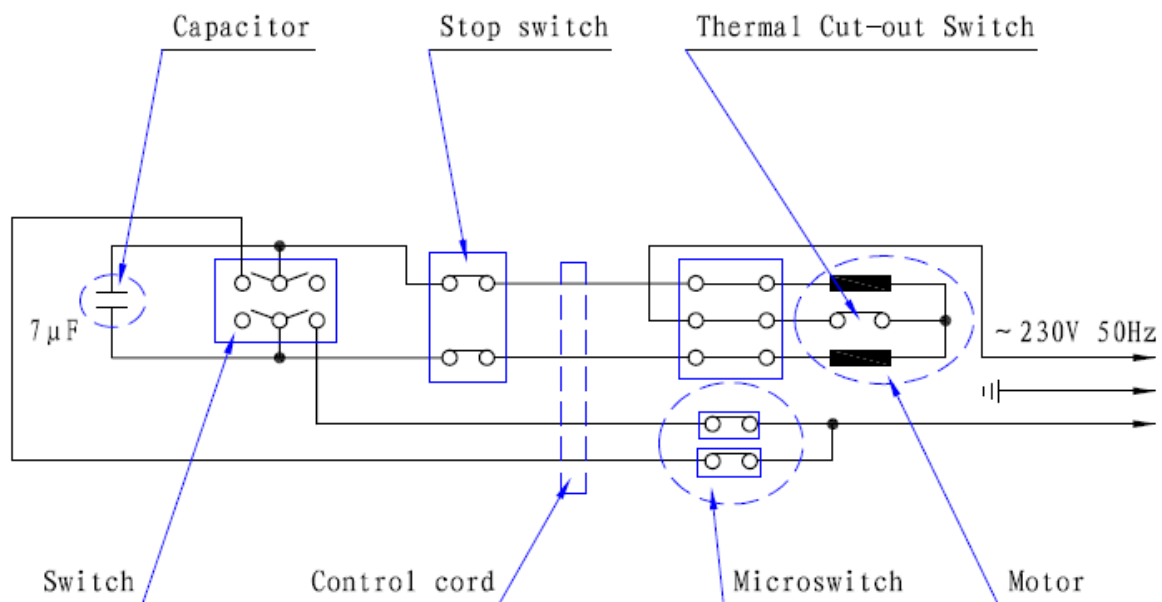 Capacitor
Stop switch
Thermal Cut-out Switch
7μF
~230V 50Hz
Switch
Control cord
Microswitch
Motor